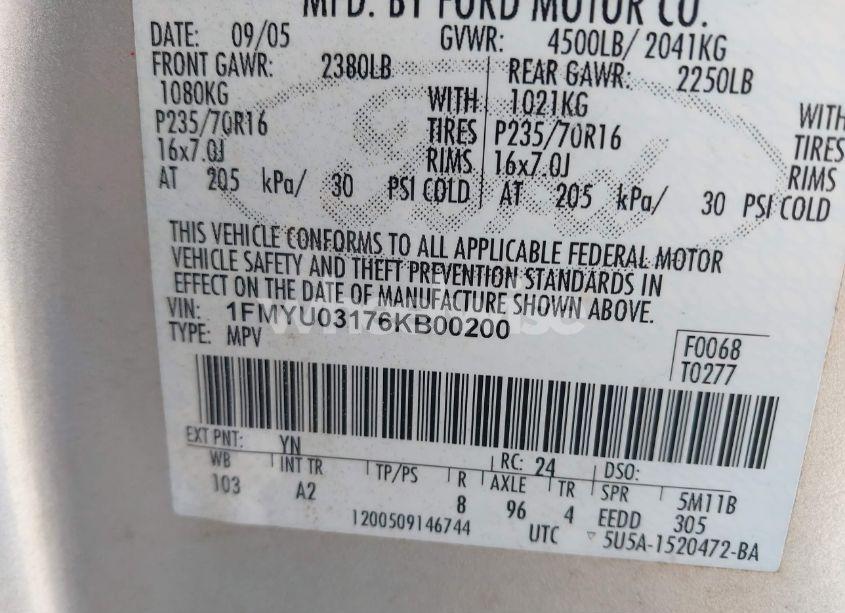 MFD. BY FORD MOTOR CO.
DATE: 09/05 GVWR: 4500LB/ 2041KG
FRONT GAWR: 2380LB REAR GAWR: 2250LB
1080KG WITH 1021KG WITH
P235/70R16 TIRES P235/70R16 TIRES
16x7.0J RIMS 16x7.0J RIMS
AT 205 kPa/ 30 PSI COLD AT 205 kPa/ 30 PSI COLD
THIS VEHICLE CONFORMS TO ALL APPLICABLE FEDERAL MOTOR
VEHICLE SAFETY AND THEFT PREVENTION STANDARDS IN
EFFECT ON THE DATE OF MANUFACTURE SHOWN ABOVE.
VIN: 1FMYU03176KB00200
TYPE: MPV
F0068
T0277
EXT PNT: YN RC: 24 DSO:
WB INT TR TP/PS R AXLE TR SPR 5M11B
103 A2 8 96 4 EEDD 305
1200509146744 UTC 5U5A-1520472-BA
Ford